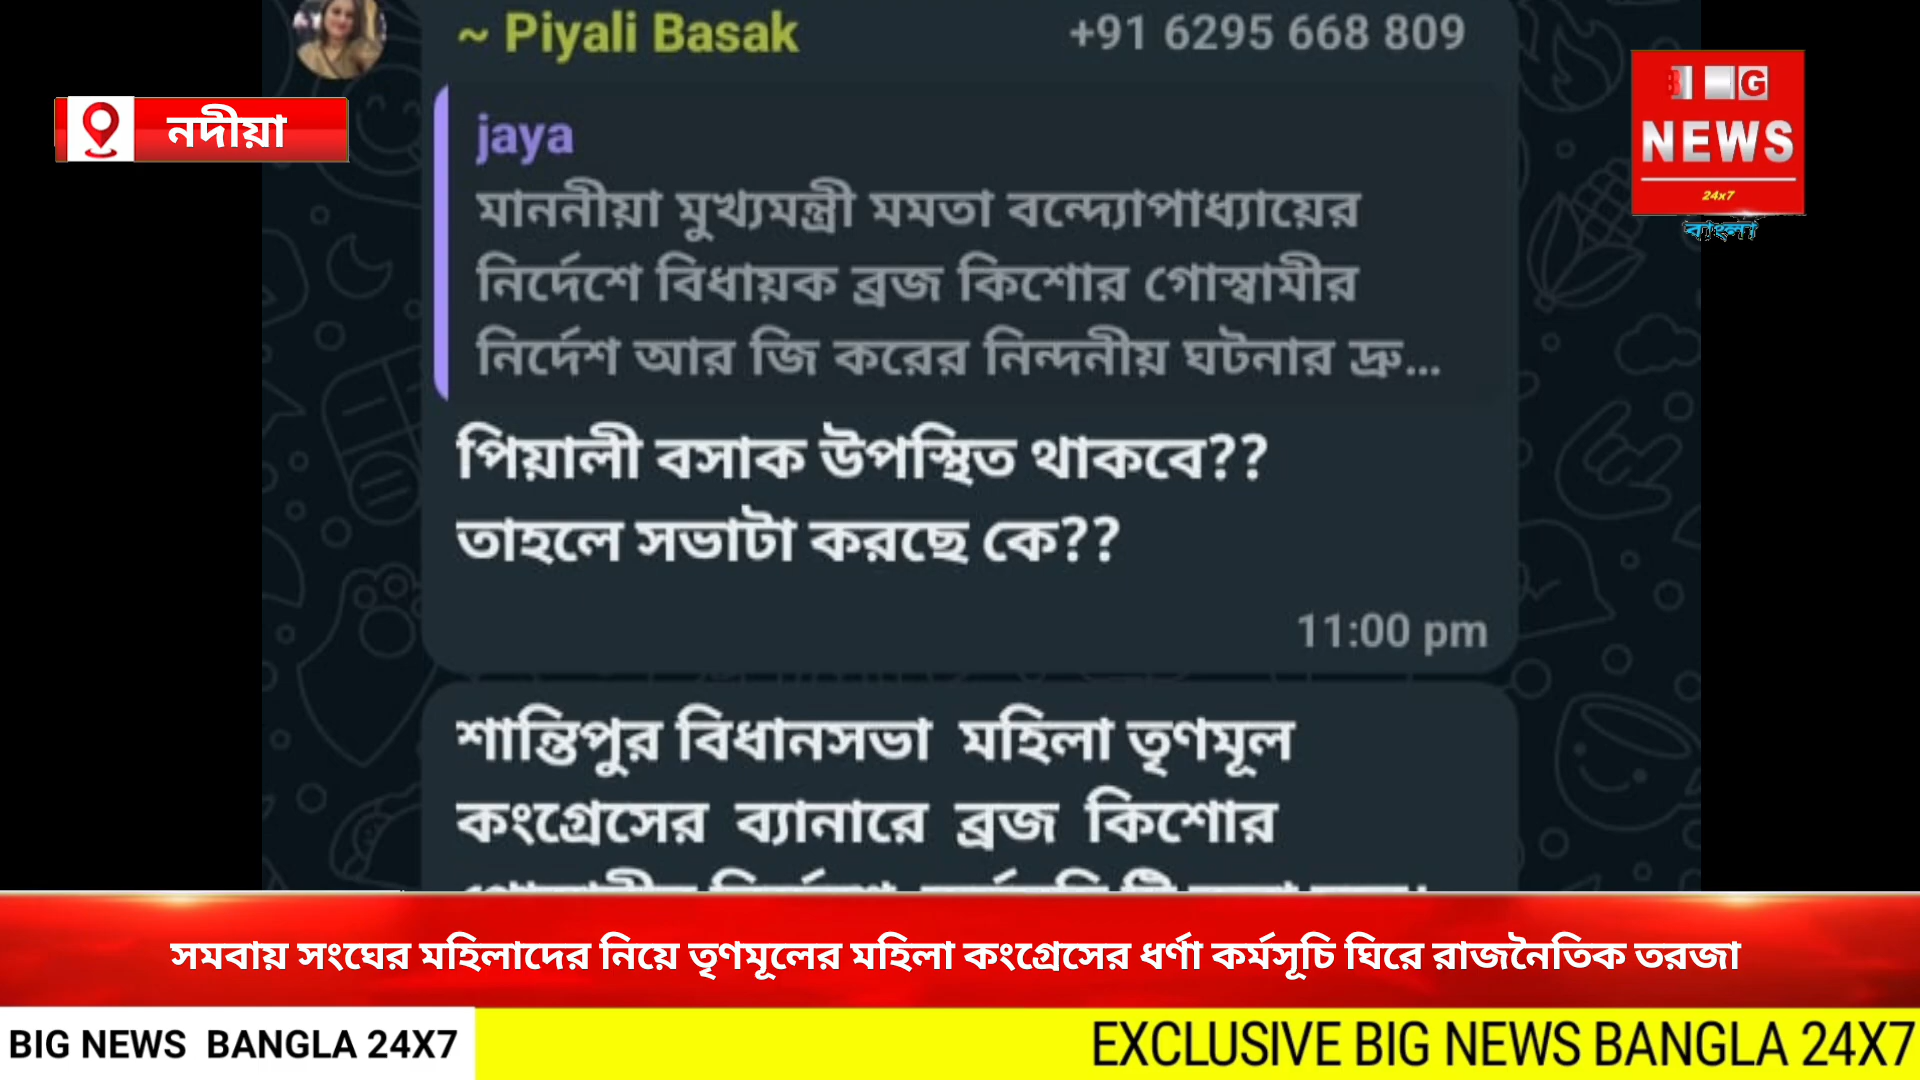 ~ Piyali Basak +91 6295 668 809
jaya
মাননীয়া মুখ্যমন্ত্রী মমতা বন্দ্যোপাধ্যায়ের
নির্দেশে বিধায়ক ব্রজ কিশোর গোস্বামীর
নির্দেশ আর জি করের নিন্দনীয় ঘটনার দ্রু...
পিয়ালী বসাক উপস্থিত থাকবে??
তাহলে সভাটা করছে কে??
11:00 pm
শান্তিপুর বিধানসভা মহিলা তৃণমূল
কংগ্রেসের ব্যানারে ব্রজ কিশোর
নদীয়া
BIG
NEWS
24x7
বাংলা
সমবায় সংঘের মহিলাদের নিয়ে তৃণমূলের মহিলা কংগ্রেসের ধর্ণা কর্মসূচি ঘিরে রাজনৈতিক তরজা
BIG NEWS BANGLA 24X7
EXCLUSIVE BIG NEWS BANGLA 24X7